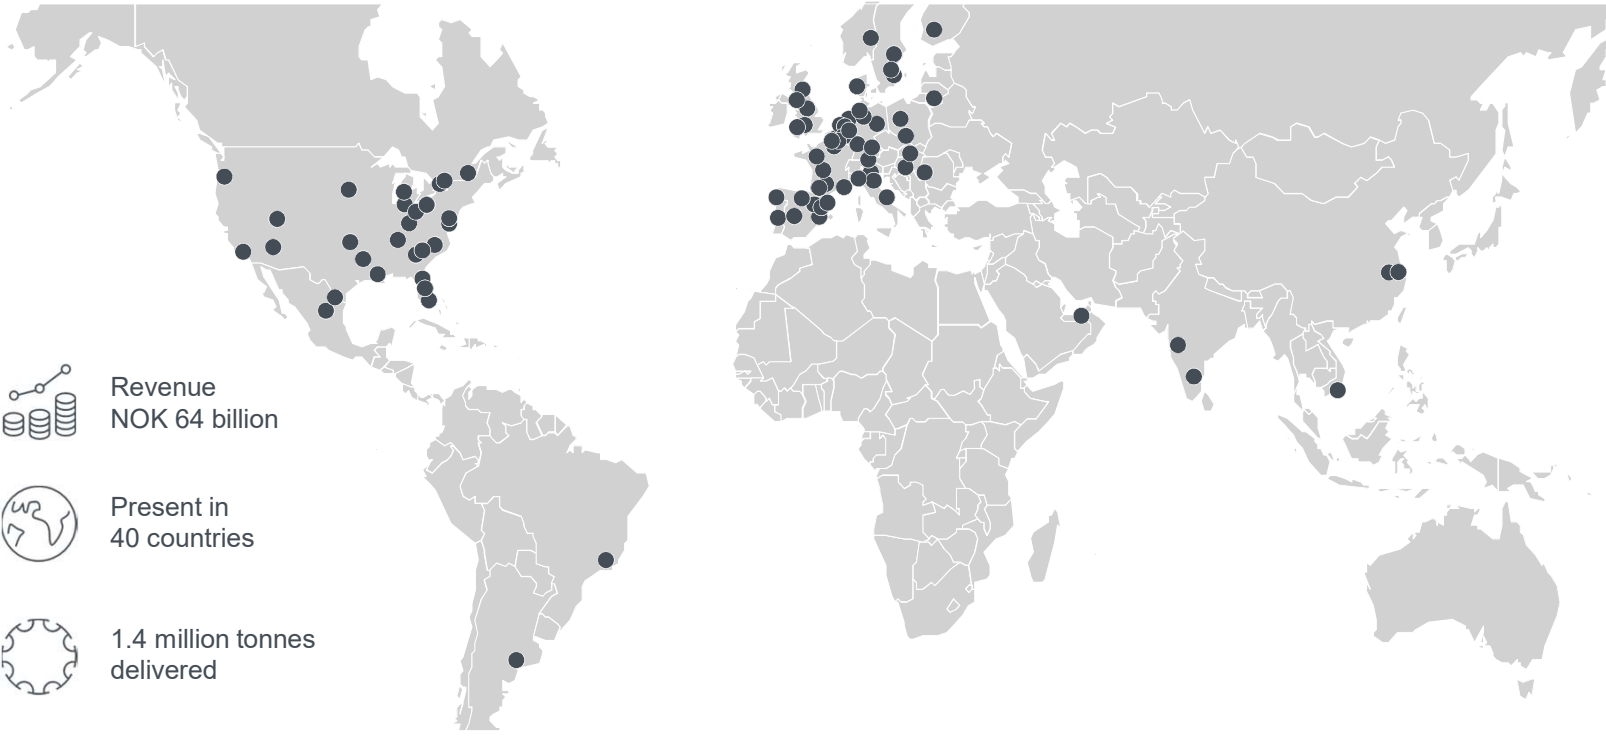 Revenue
NOK 64 billion
Present in
40 countries
1.4 million tonnes
delivered